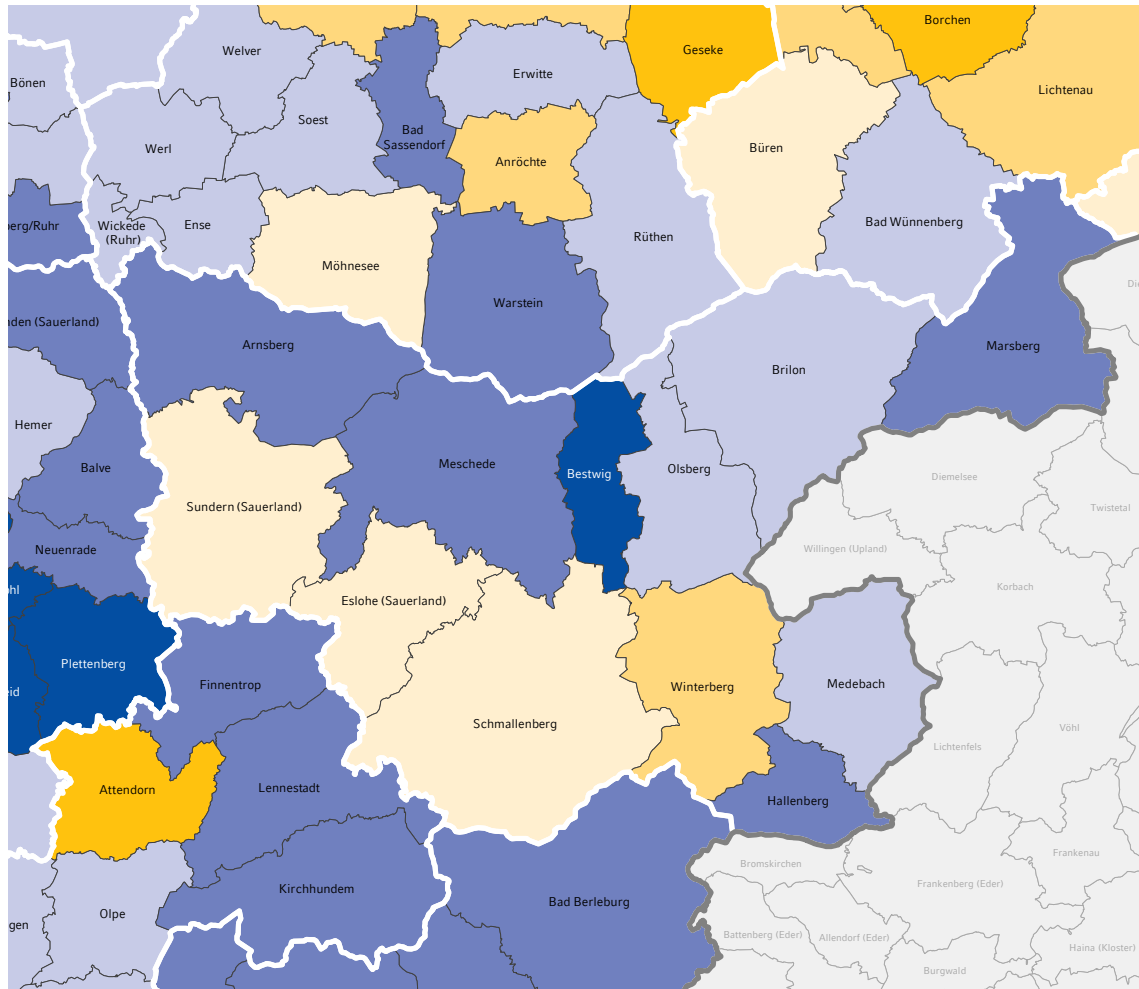 Borchen
Welver
Geseke
Erwitte
Bönen
Lichtenau
Soest
Bad
Sassendorf
Werl
Büren
Anröchte
Bad Wünnenberg
Wickede
(Ruhr)
Ense
berg/Ruhr
Rüthen
Möhnesee
Warstein
nden (Sauerland)
Arnsberg
Marsberg
Brilon
Hemer
Balve
Meschede
Bestwig
Olsberg
Diemelsee
Sundern (Sauerland)
Twistetal
Neuenrade
Willingen (Upland)
Korbach
ohl
Eslohe (Sauerland)
Plettenberg
Finnentrop
eid
Winterberg
Medebach
Schmallenberg
Vöhl
Lichtenfels
Attendorn
Lennestadt
Hallenberg
Frankenau
Bromskirchen
Kirchhundem
Frankenberg (Eder)
Bad Berleburg
Olpe
gen
Battenberg (Eder)
Allendorf (Eder)
Haina (Kloster)
Burgwald